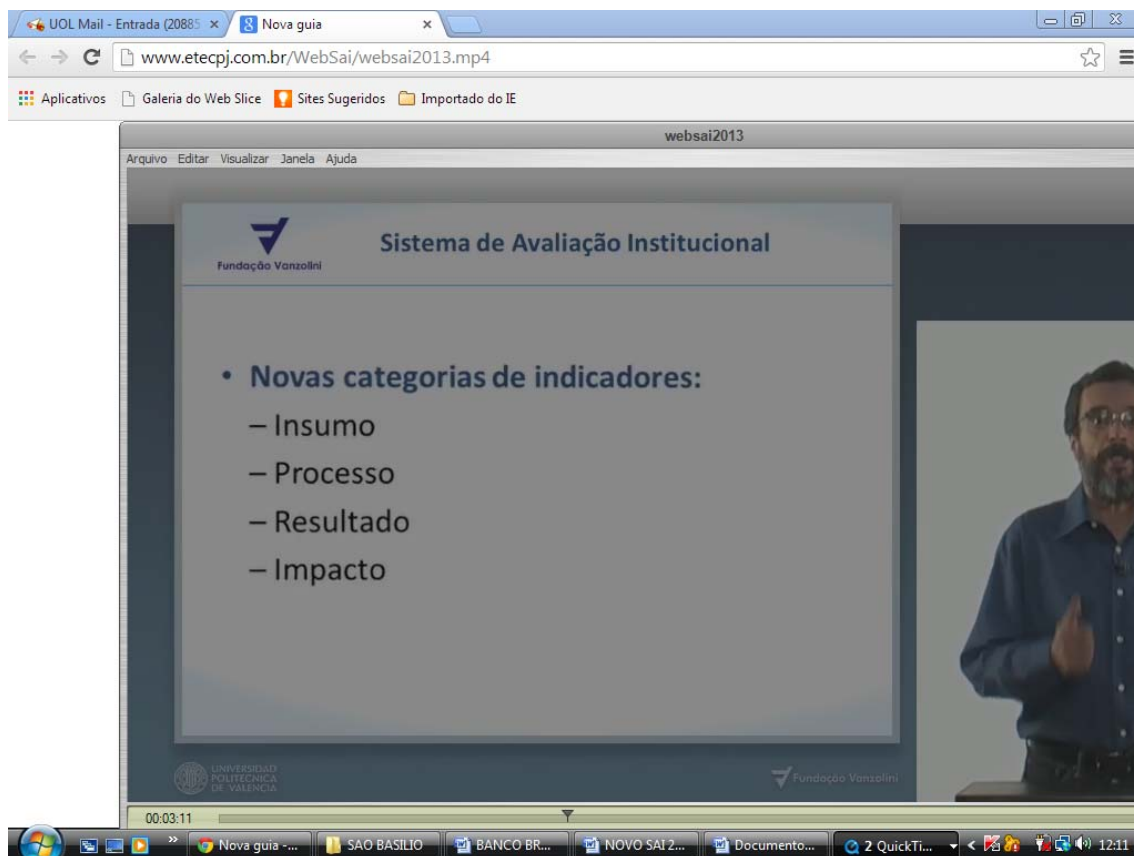 UOL Mail - Entrada (2088
Nova guia
www.etecpj.com.br/WebSai/websai2013.mp4
Aplicativos Galeria do Web Slice Sites Sugeridos Importado do IE
websai2013
Arquivo Editar Visualizar Janela Ajuda
Fundação Vanzolini
Sistema de Avaliação Institucional
• Novas categorias de indicadores:
– Insumo
– Processo
– Resultado
– Impacto
UNIVERSIDAD
POLITECNICA
DE VALENCIA
Fundação Vanzolini
00:03:11
Nova guia -... SAO BASILIO BANCO BR... NOVO SAI 2... Documento... 2 QuickTi... 12:11